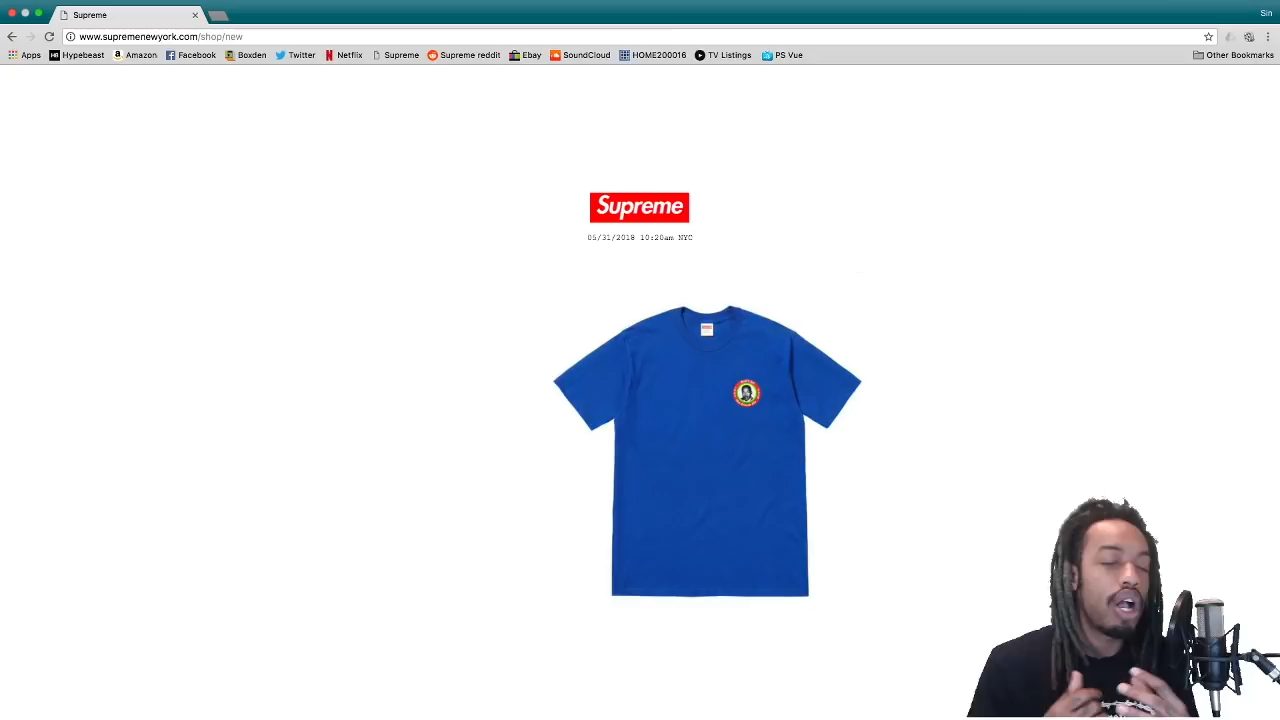 Supreme
Sin
www.supremenewyork.com/shop/new
Apps Hypebeast Amazon Facebook Boxden Twitter Netflix Supreme Supreme reddit Ebay SoundCloud HOME200016 TV Listings PS Vue Other Bookmarks
Supreme
05/31/2018 10:20am NYC